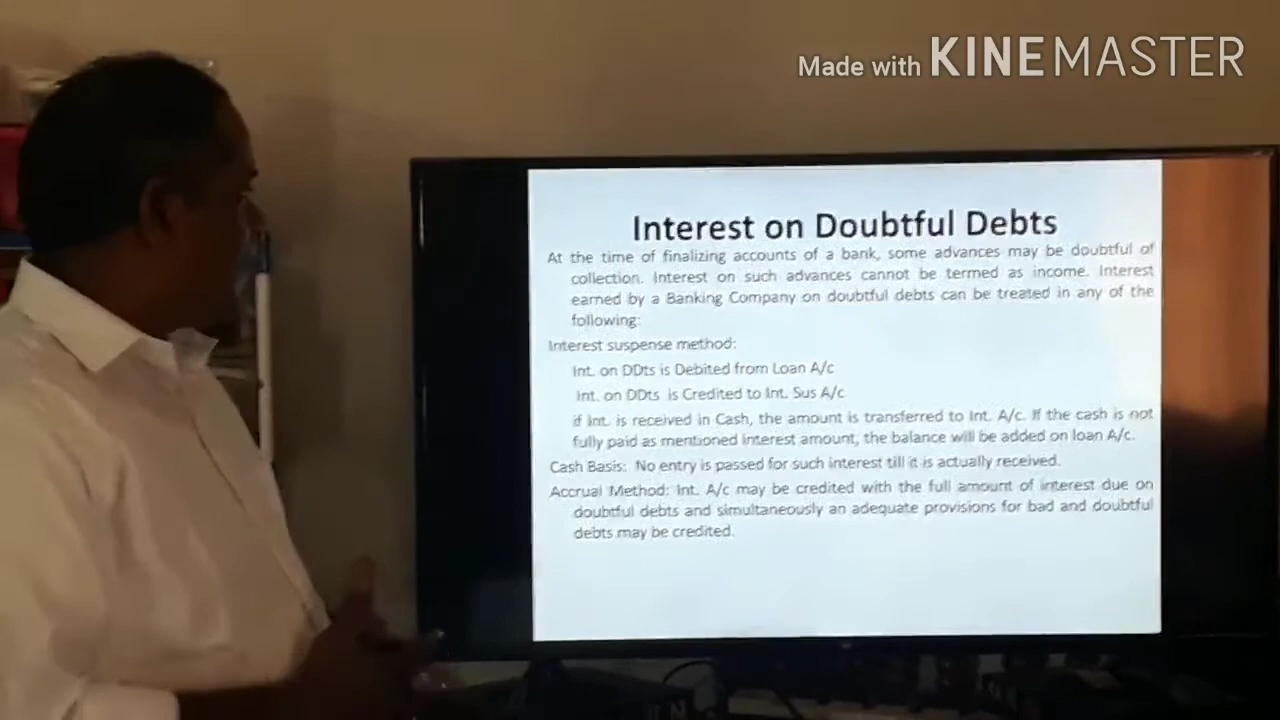 Made with KINEMASTER
Interest on Doubtful Debts
At the time of finalizing accounts of a bank, some advances may be doubtful of
collection. Interest on such advances cannot be termed as income. Interest
earned by a Banking Company on doubtful debts can be treated in any of the
following:
Interest suspense method:
Int. on DDts is Debited from Loan A/c
Int. on DDts is Credited to Int. Sus A/c
if Int. is received in Cash, the amount is transferred to Int. A/c. If the cash is not
fully paid as mentioned interest amount, the balance will be added on loan A/c.
Cash Basis: No entry is passed for such interest till it is actually received.
Accrual Method: Int. A/c may be credited with the full amount of interest due on
doubtful debts and simultaneously an adequate provisions for bad and doubtful
debts may be credited.